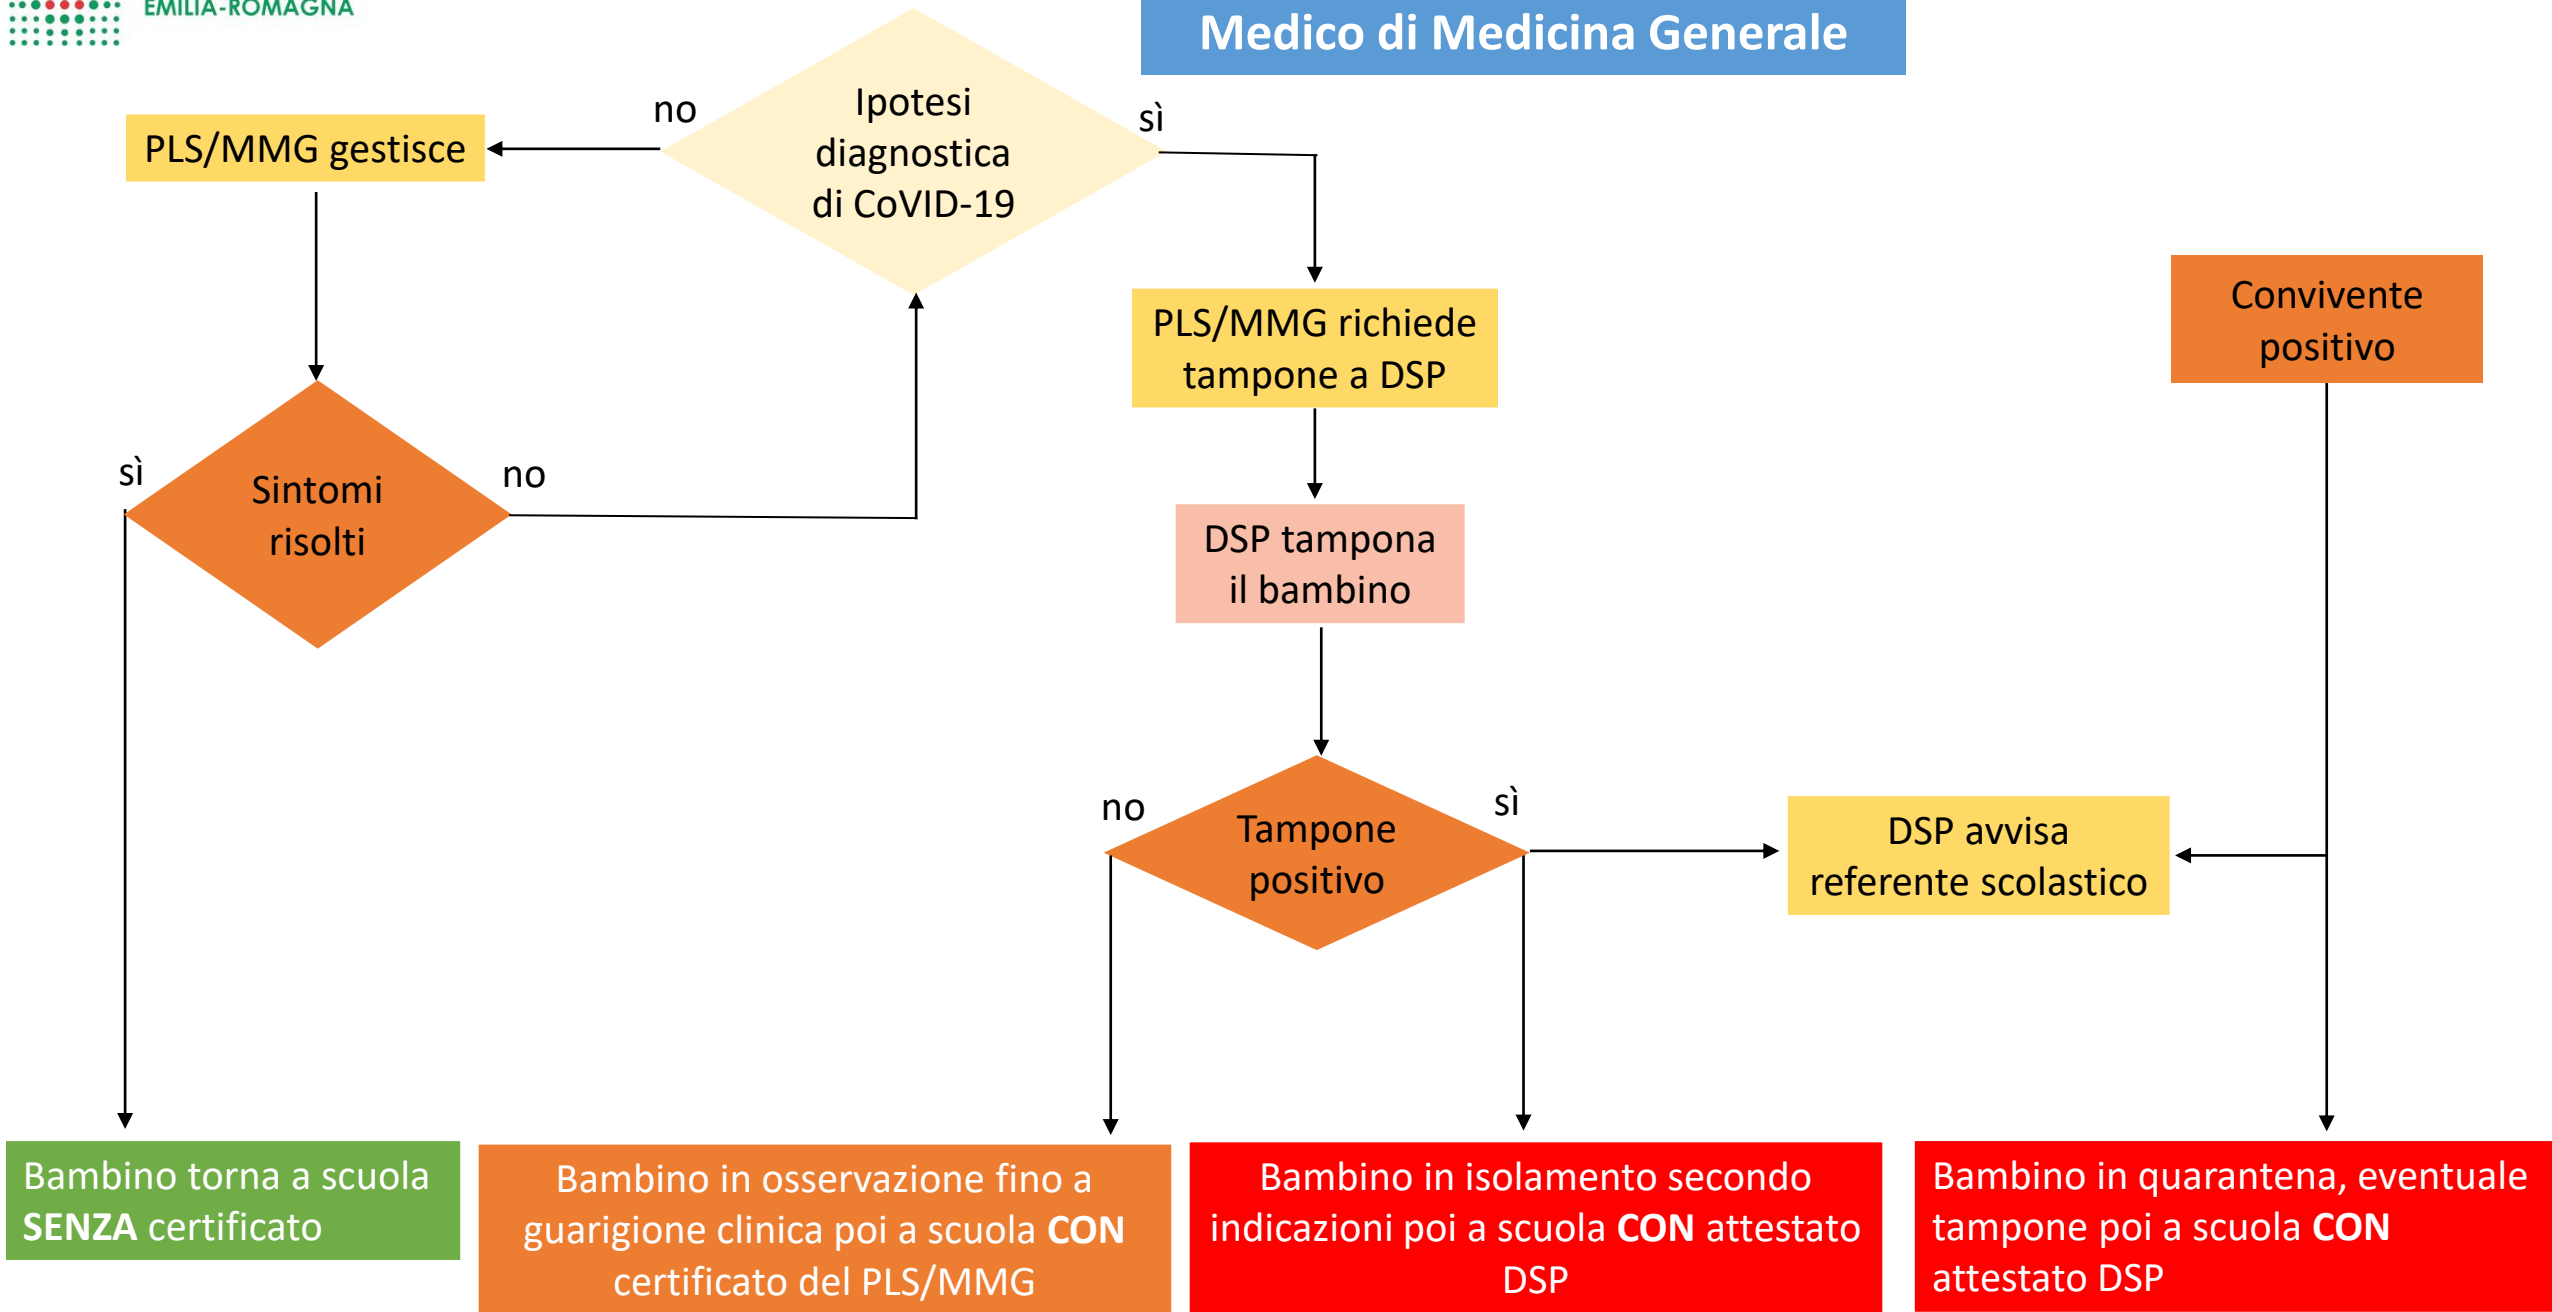 EMILIA-ROMAGNA
Medico di Medicina Generale
Ipotesi
diagnostica
di CoVID-19
no
sì
PLS/MMG gestisce
PLS/MMG richiede
tampone a DSP
Convivente
positivo
sì
Sintomi
risolti
no
DSP tampona
il bambino
no
Tampone
positivo
sì
DSP avvisa
referente scolastico
Bambino torna a scuola
SENZA certificato
Bambino in osservazione fino a
guarigione clinica poi a scuola CON
certificato del PLS/MMG
Bambino in isolamento secondo
indicazioni poi a scuola CON attestato
DSP
Bambino in quarantena, eventuale
tampone poi a scuola CON
attestato DSP